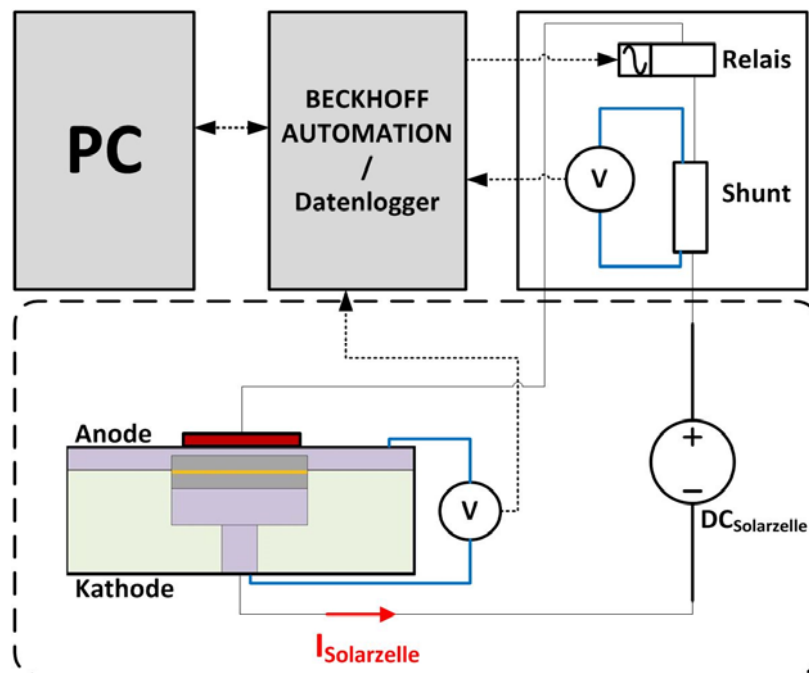 PC
BECKHOFF
AUTOMATION
/
Datenlogger
Relais
V
Shunt
Anode
V
Kathode
+
−
DCSolarzelle
ISolarzelle